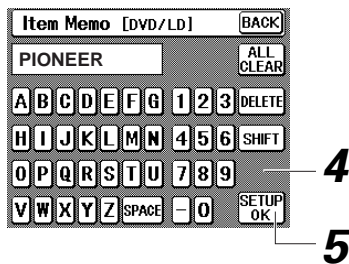 Item Memo [DVD/LD] BACK
PIONEER ALL CLEAR
A B C D E F G 1 2 3 DELETE
H I J K L M N 4 5 6 SHIFT
O P Q R S T U 7 8 9
4
V W X Y Z SPACE - 0 SETUP OK
5